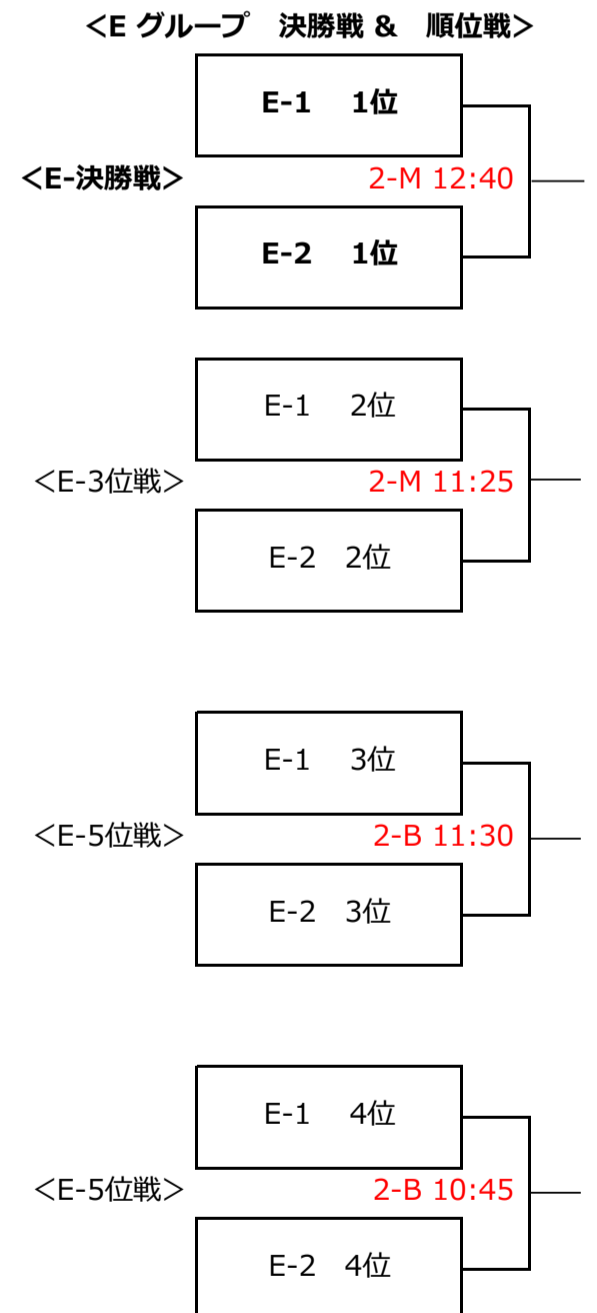 <E グループ　決勝戦 &　順位戦>
E-1　1位
<E-決勝戦>　2-M 12:40
E-2　1位
E-1　2位
<E-3位戦>　2-M 11:25
E-2　2位
E-1　3位
<E-5位戦>　2-B 11:30
E-2　3位
E-1　4位
<E-5位戦>　2-B 10:45
E-2　4位